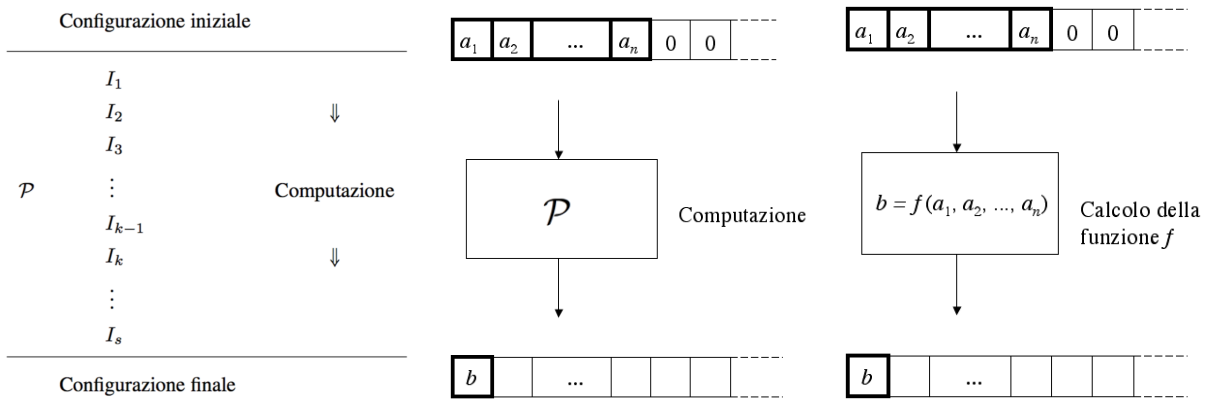 Configurazione iniziale
I₁
I₂ ⇓
I₃
𝒫 ⋮ Computazione
Iₖ₋₁
Iₖ ⇓
⋮
Iₛ
Configurazione finale
a₁ a₂ ... aₙ 0 0
𝒫 Computazione
b ...
a₁ a₂ ... aₙ 0 0
b = f(a₁, a₂, ..., aₙ)
Calcolo della
funzione f
b ...